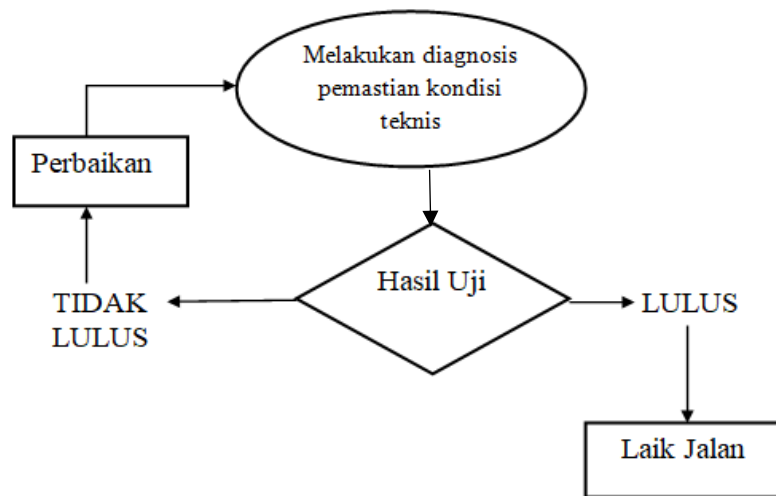 Melakukan diagnosis
pemastian kondisi
teknis
Perbaikan
Hasil Uji
TIDAK
LULUS
LULUS
Laik Jalan